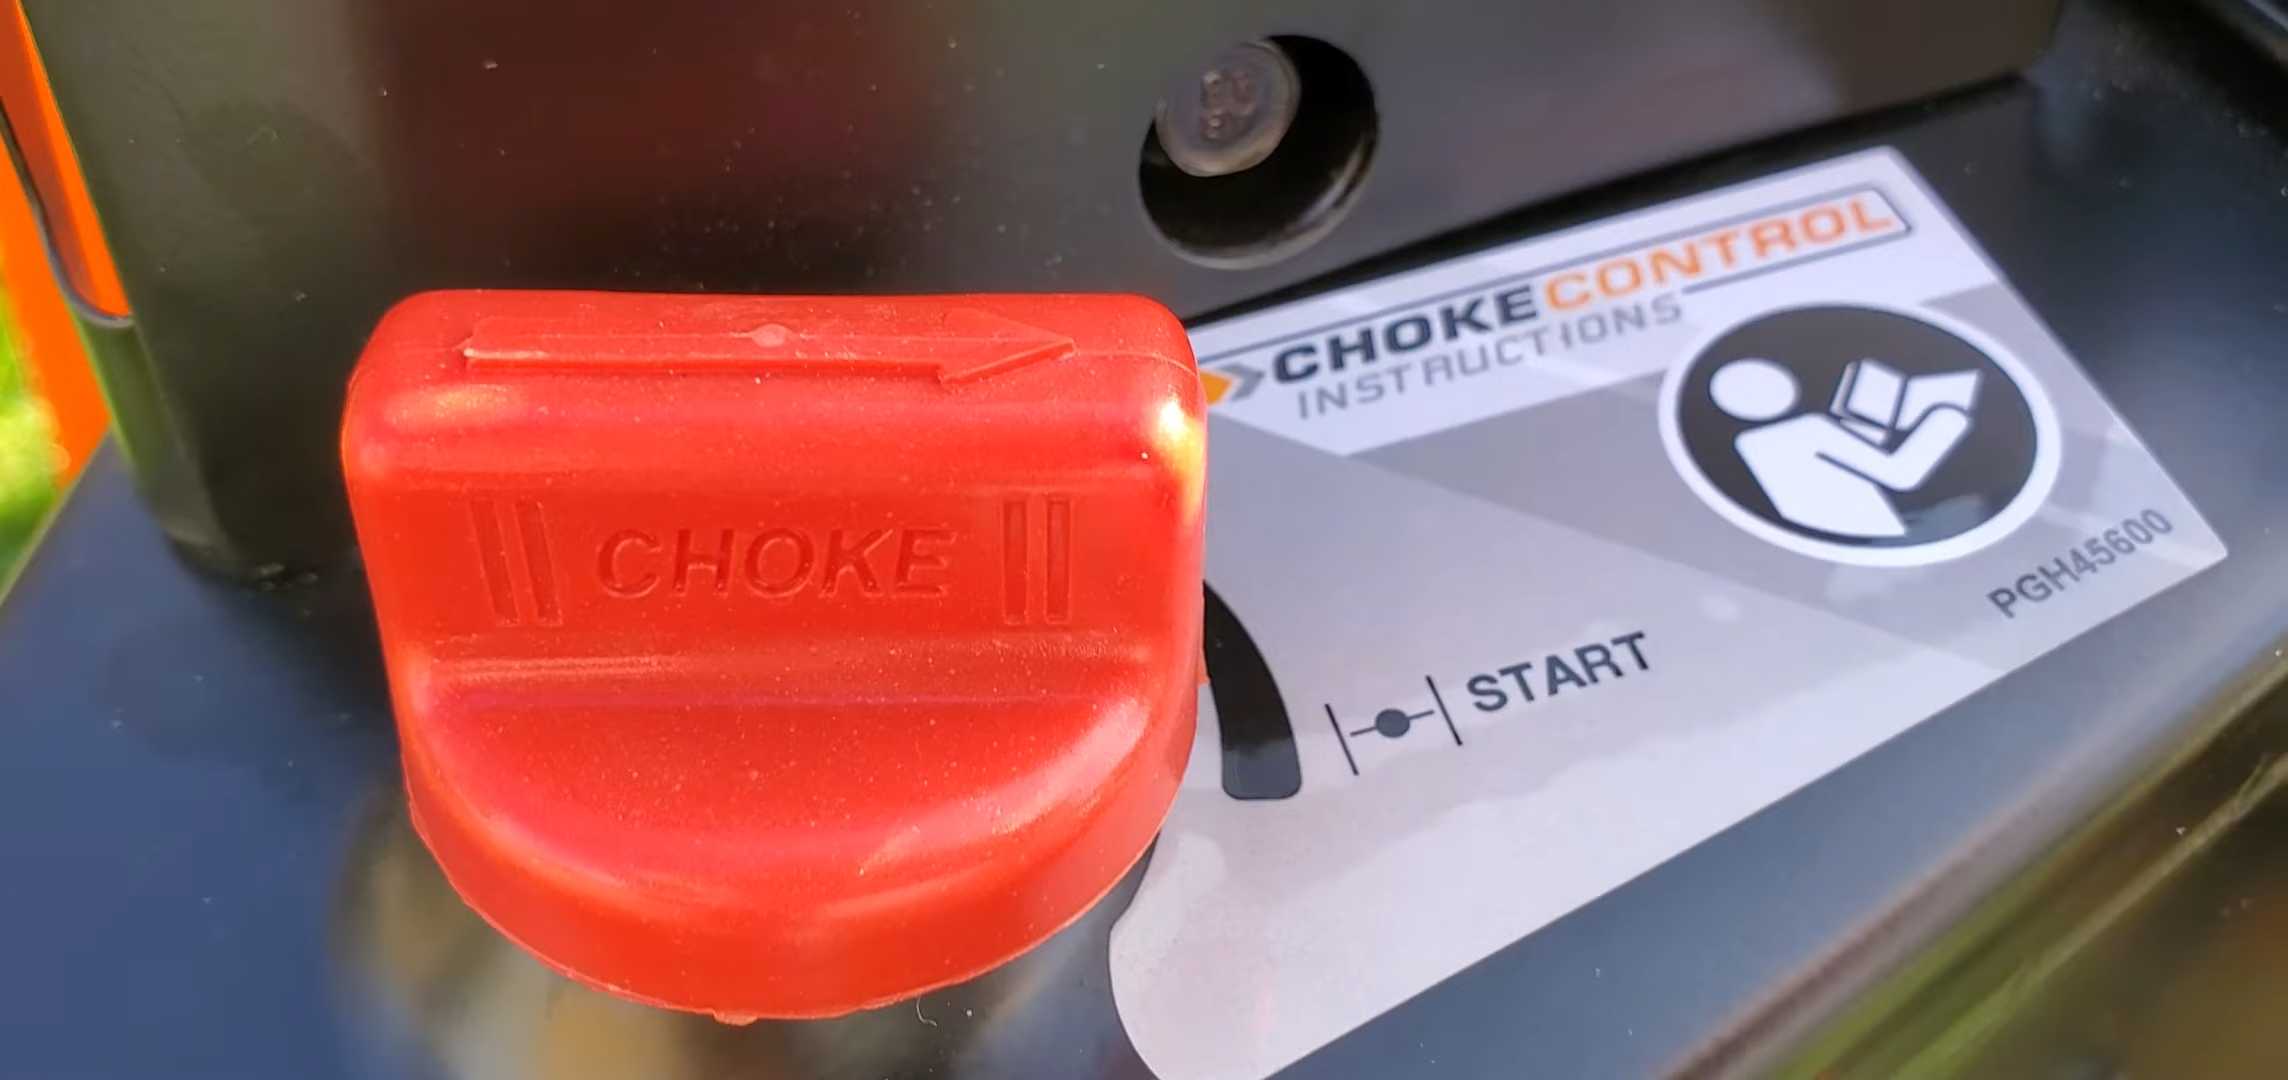 CHOKECONTROL
INSTRUCTIONS
CHOKE
START
PGH45600